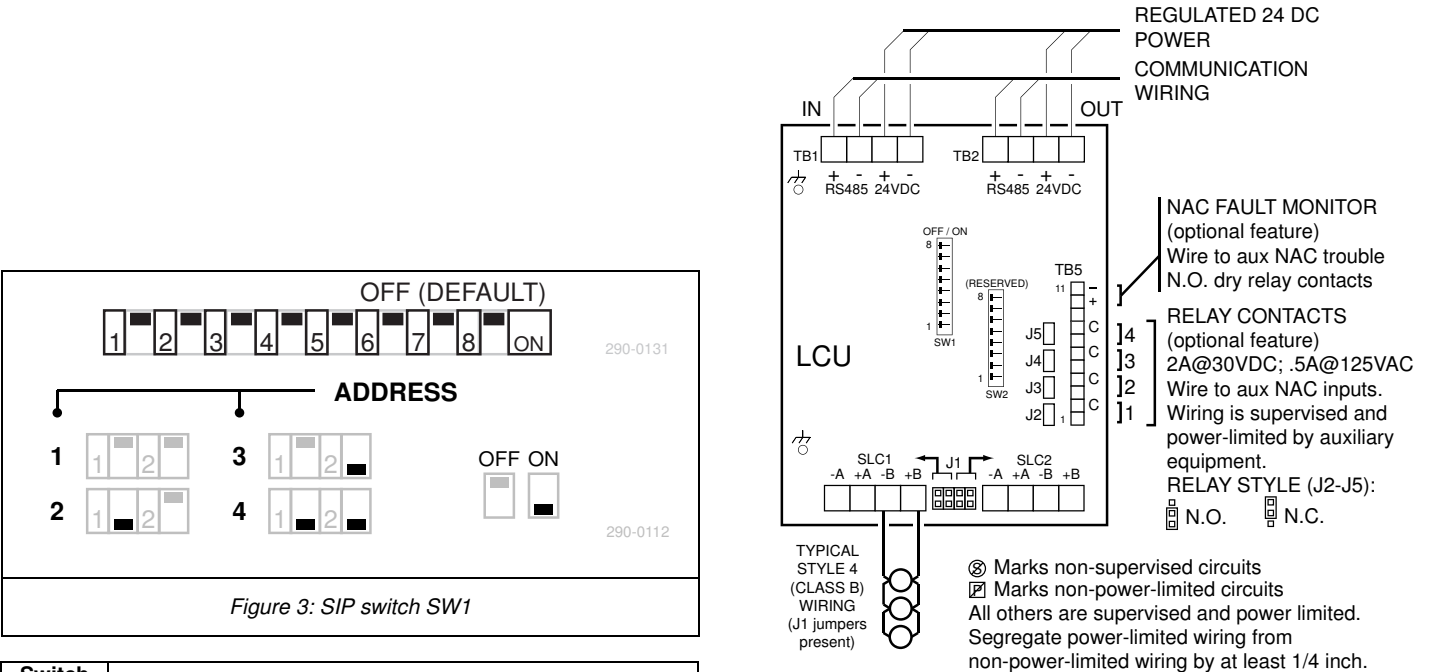 OFF (DEFAULT)
1 2 3 4 5 6 7 8 ON
290-0131
ADDRESS
1 1 2
3 1 2
OFF ON
2 1 2
4 1 2
290-0112
Figure 3: SIP switch SW1
Switch
REGULATED 24 DC
POWER
COMMUNICATION
WIRING
IN
OUT
TB1
TB2
+ - + -
RS485 24VDC
+ - + -
RS485 24VDC
OFF / ON
8
1
SW1
(RESERVED)
8
1
SW2
LCU
TB5
11
-
+
C
C
C
C
1
J5
J4
J3
J2
4
3
2
1
NAC FAULT MONITOR
(optional feature)
Wire to aux NAC trouble
N.O. dry relay contacts
RELAY CONTACTS
(optional feature)
2A@30VDC; .5A@125VAC
Wire to aux NAC inputs.
Wiring is supervised and
power-limited by auxiliary
equipment.
RELAY STYLE (J2-J5):
N.O. N.C.
SLC1
-A +A -B +B
J1
SLC2
-A +A -B +B
TYPICAL
STYLE 4
(CLASS B)
WIRING
(J1 jumpers
present)
Marks non-supervised circuits
Marks non-power-limited circuits
All others are supervised and power limited.
Segregate power-limited wiring from
non-power-limited wiring by at least 1/4 inch.